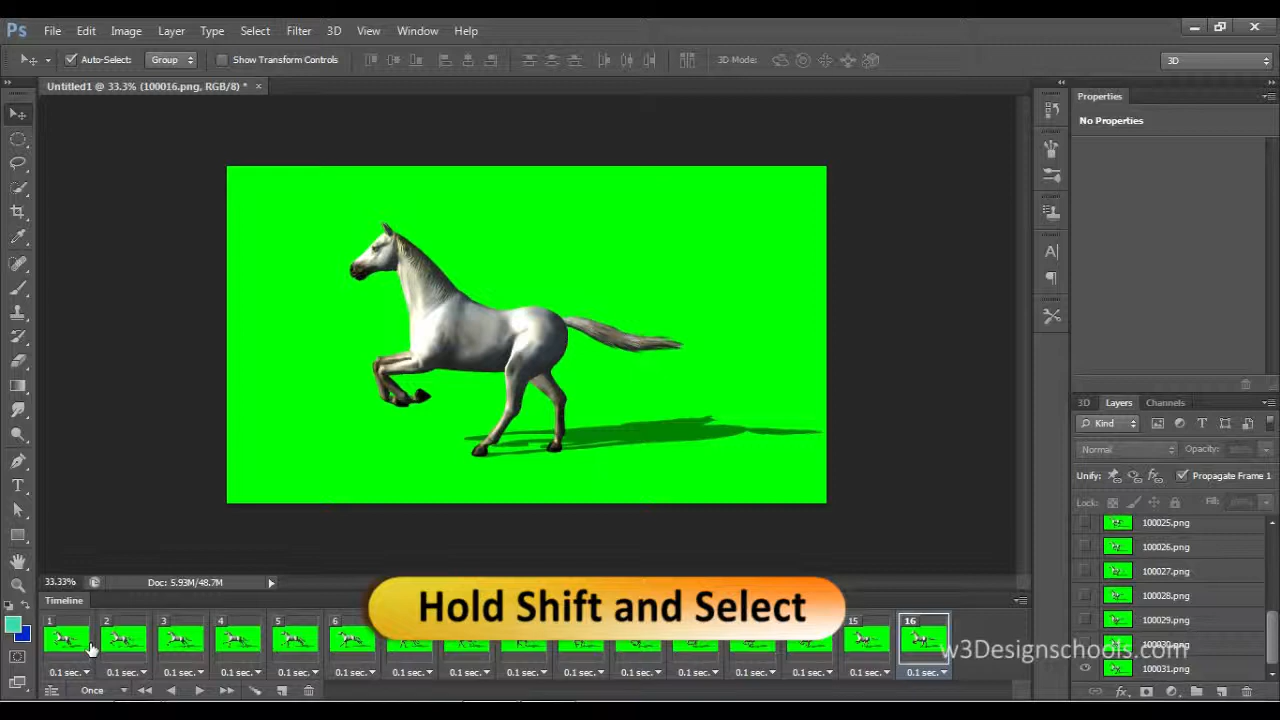 Ps File Edit Image Layer Type Select Filter 3D View Window Help
Auto-Select: Group Show Transform Controls 3D Mode: 3D
Untitled1 @ 33.3% (100016.png, RGB/8) * ×
Properties
No Properties
3D Layers Channels
Kind
Normal Opacity:
Unify: Propagate Frame 1
Lock: Fill:
100025.png
100026.png
100027.png
100028.png
100029.png
100030.png
100031.png
33.33% Doc: 5.93M/48.7M
Timeline
Hold Shift and Select
1 2 3 4 5 6 15 16
w3Designschools.com
0.1 sec. 0.1 sec. 0.1 sec. 0.1 sec. 0.1 sec. 0.1 sec. 0.1 sec. 0.1 sec. 0.1 sec. 0.1 sec. 0.1 sec. 0.1 sec. 0.1 sec. 0.1 sec. 0.1 sec. 0.1 sec.
Once